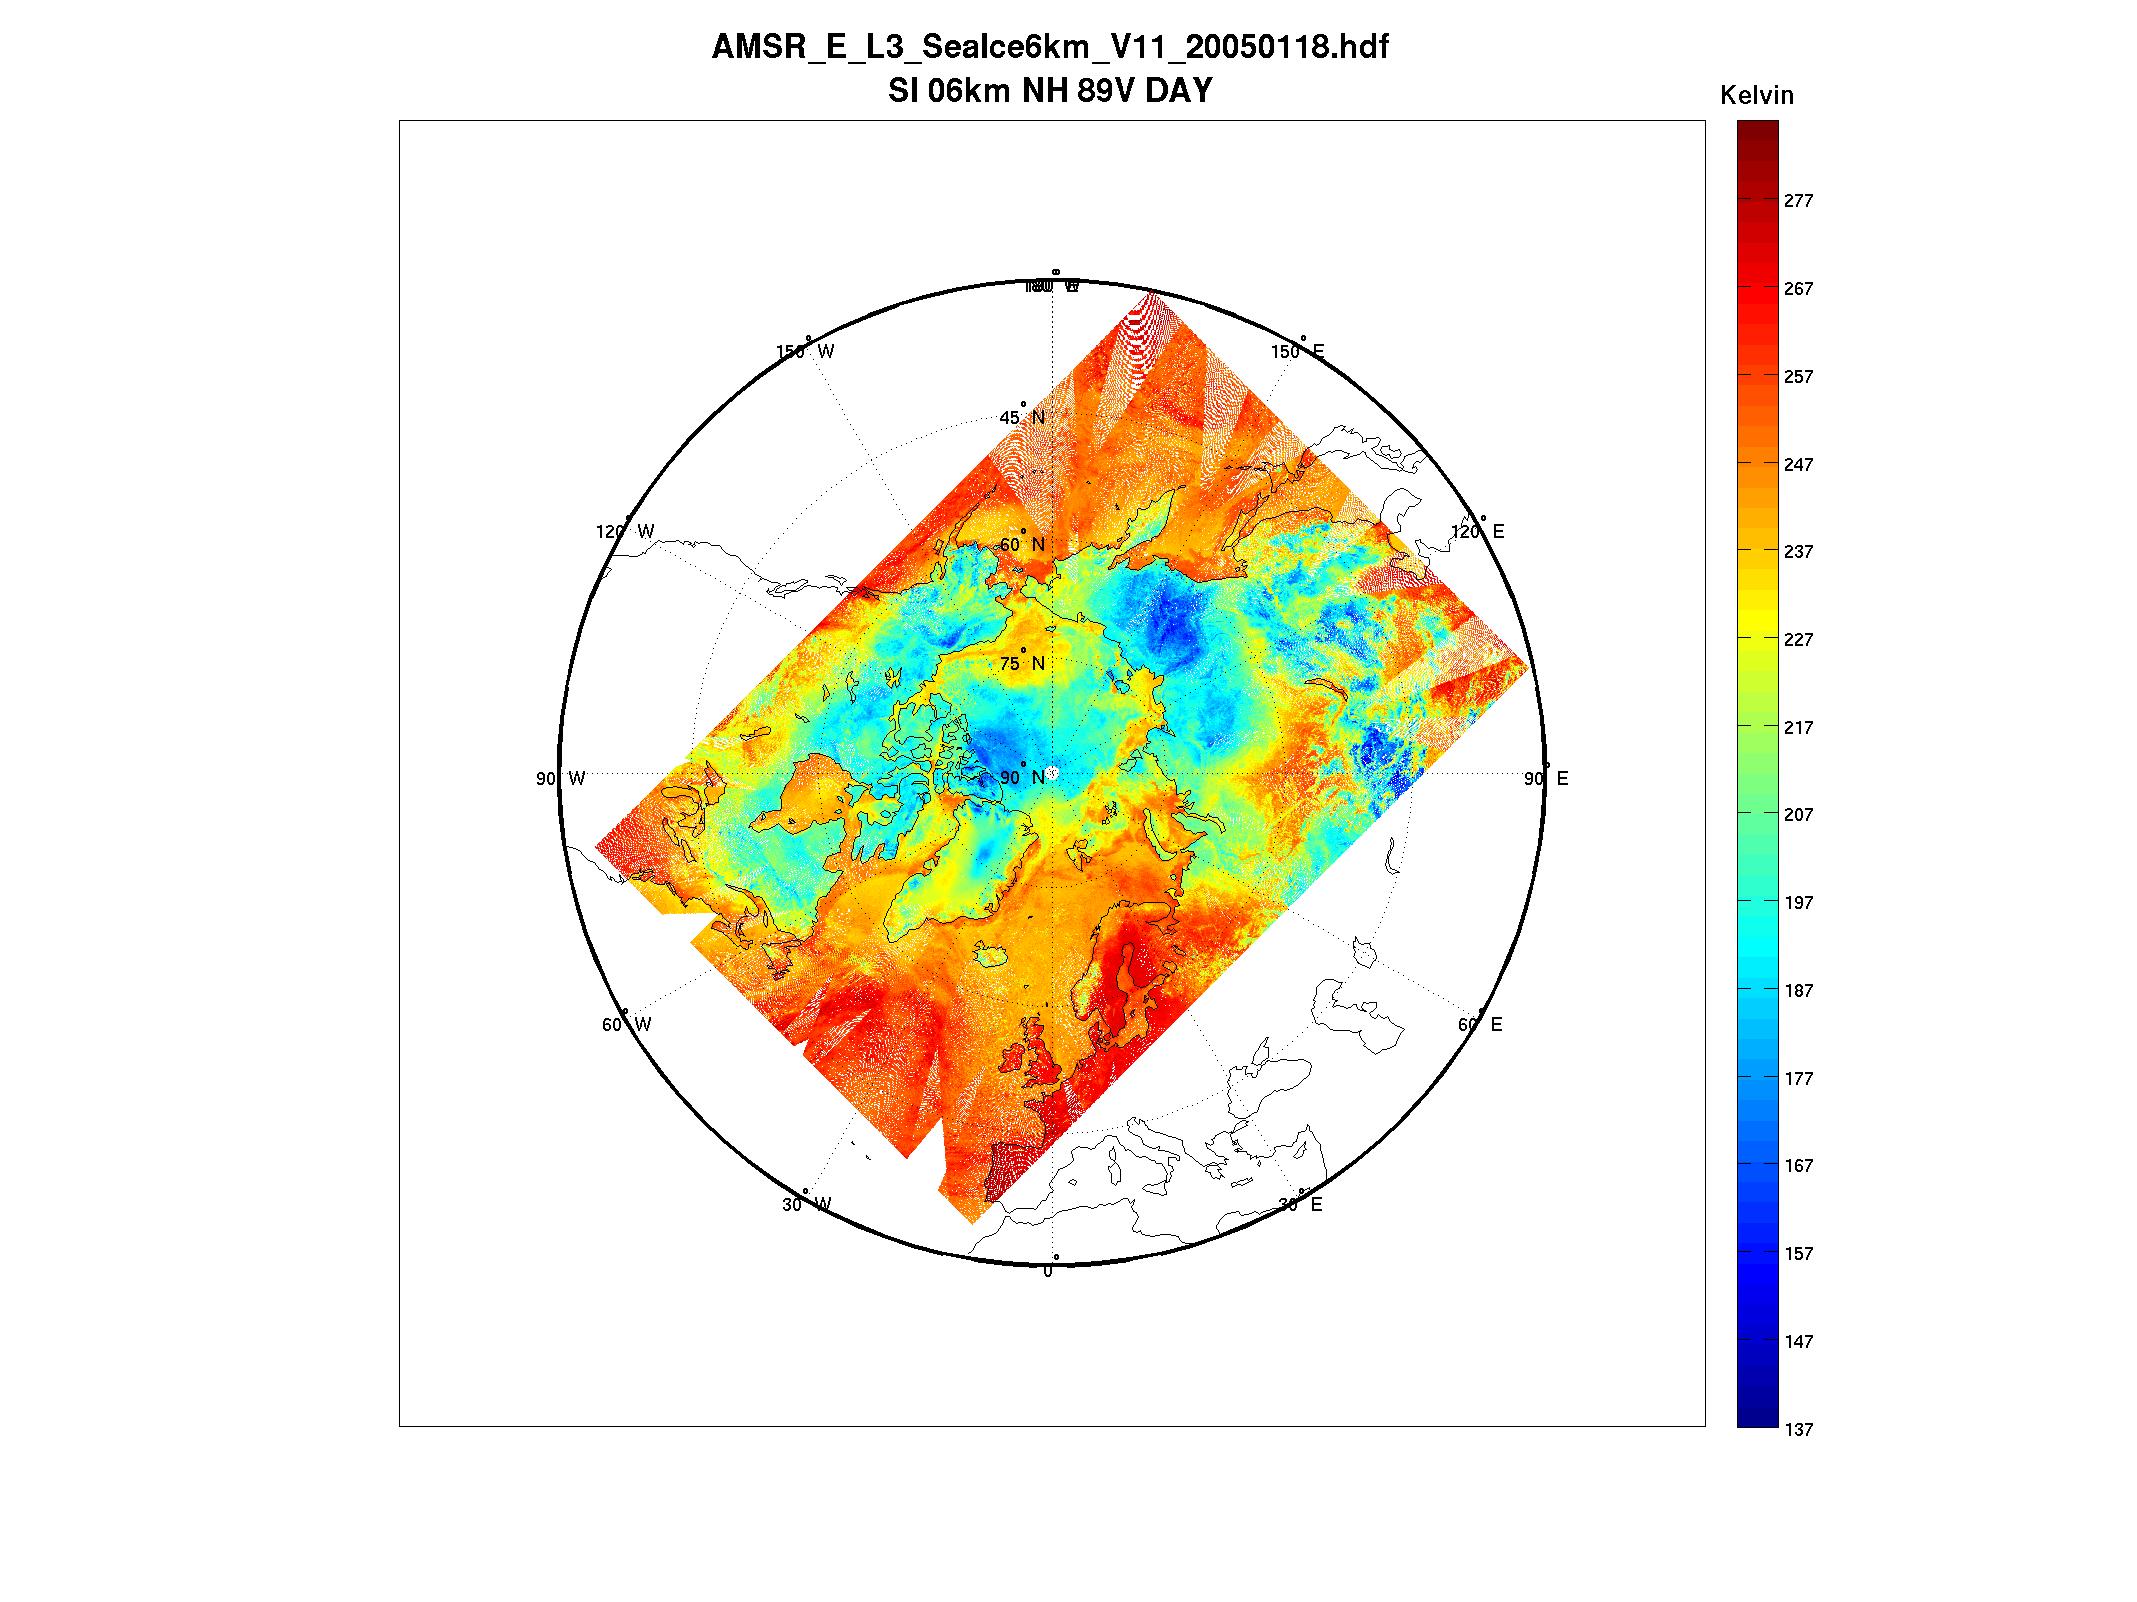 AMSR_E_L3_SeaIce6km_V11_20050118.hdf
SI 06km NH 89V DAY
Kelvin
277
267
257
247
237
227
217
207
197
187
177
167
157
147
137
150° W
150° E
45° N
120° W
60° N
120° E
75° N
90° W
90° N
90° E
60° W
60° E
30° W
30° E
0°